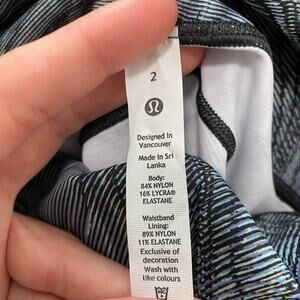 2
Designed in
Vancouver
Made in Sri
Lanka
Body:
84% NYLON
16% LYCRA®
ELASTANE
Waistband
Lining:
89% NYLON
11% ELASTANE
Exclusive of
decoration
Wash with
like colours